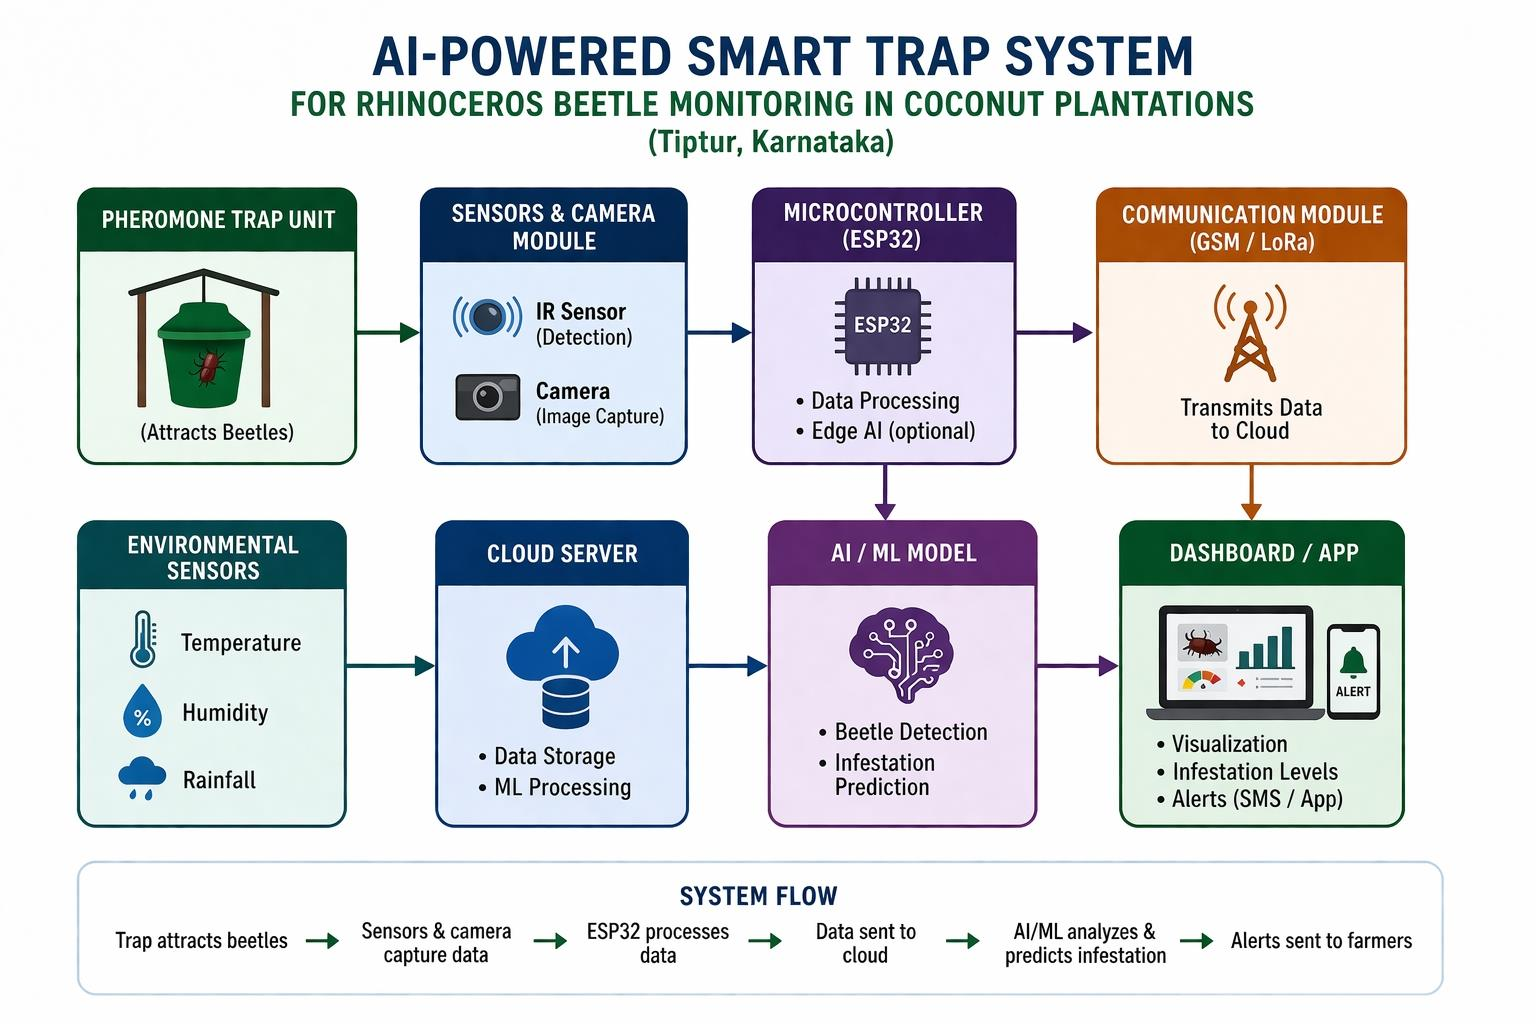 AI-POWERED SMART TRAP SYSTEM
FOR RHINOCEROS BEETLE MONITORING IN COCONUT PLANTATIONS
(Tiptur, Karnataka)
PHEROMONE TRAP UNIT
(Attracts Beetles)
SENSORS & CAMERA
MODULE
IR Sensor
(Detection)
Camera
(Image Capture)
MICROCONTROLLER
(ESP32)
ESP32
• Data Processing
• Edge AI (optional)
COMMUNICATION MODULE
(GSM / LoRa)
Transmits Data
to Cloud
ENVIRONMENTAL
SENSORS
Temperature
%
Humidity
Rainfall
CLOUD SERVER
• Data Storage
• ML Processing
AI / ML MODEL
• Beetle Detection
• Infestation
Prediction
DASHBOARD / APP
ALERT
• Visualization
• Infestation Levels
• Alerts (SMS / App)
SYSTEM FLOW
Trap attracts beetles
Sensors & camera
capture data
ESP32 processes
data
Data sent to
cloud
AI/ML analyzes &
predicts infestation
Alerts sent to farmers